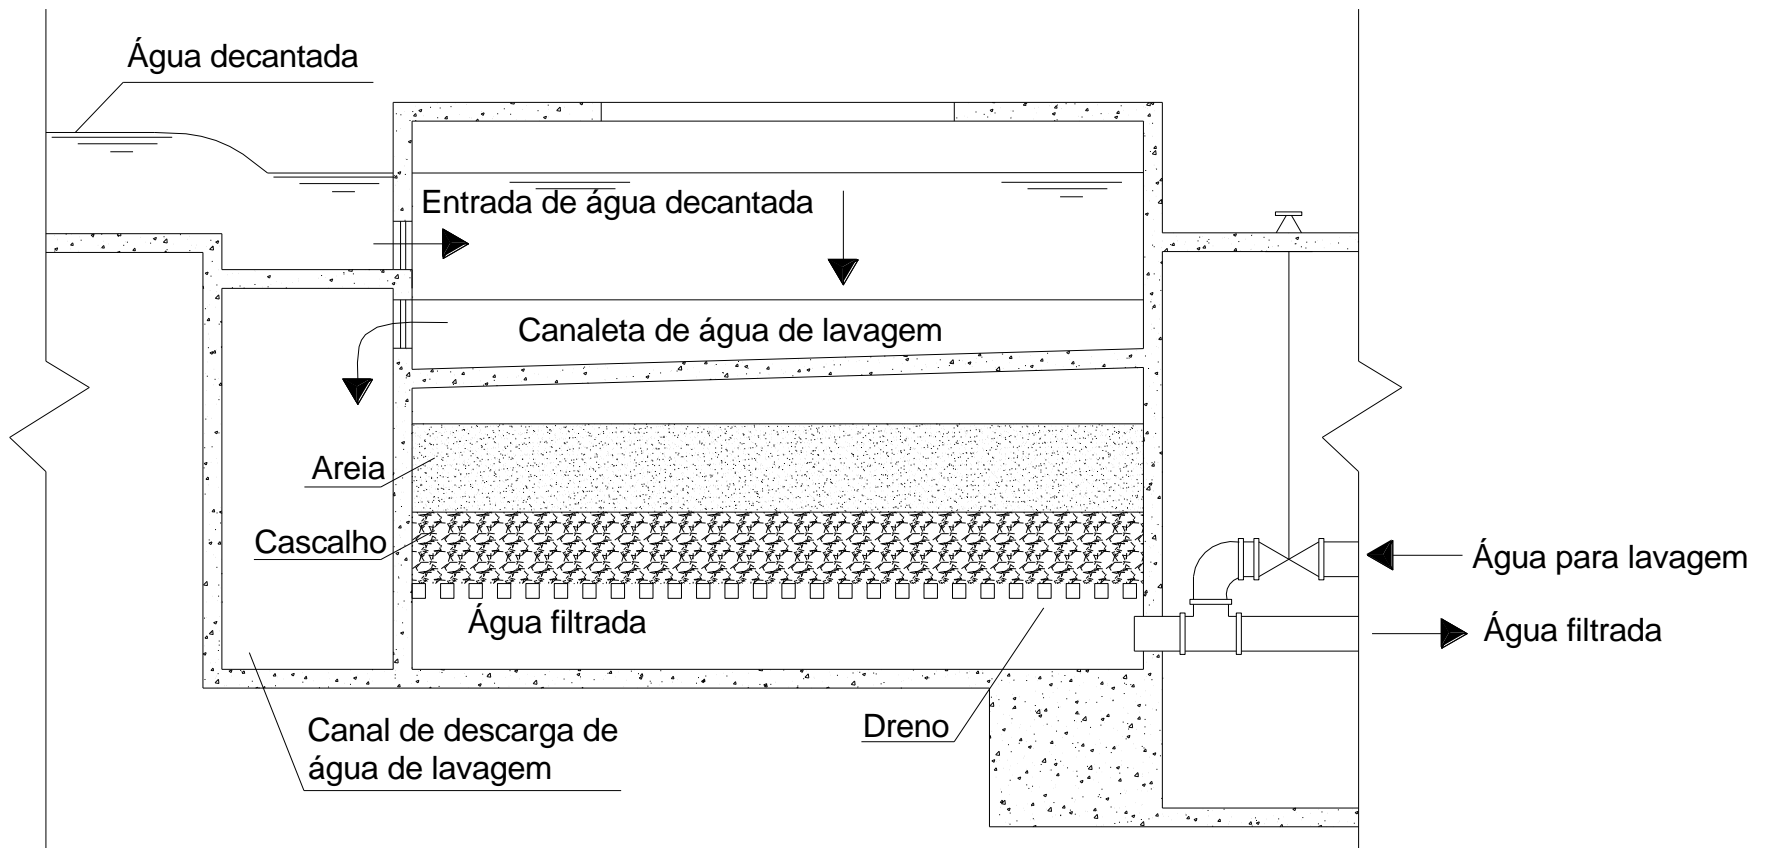 Água decantada
Entrada de água decantada
Canaleta de água de lavagem
Areia
Cascalho
Água para lavagem
Água filtrada
Água filtrada
Dreno
Canal de descarga de
água de lavagem